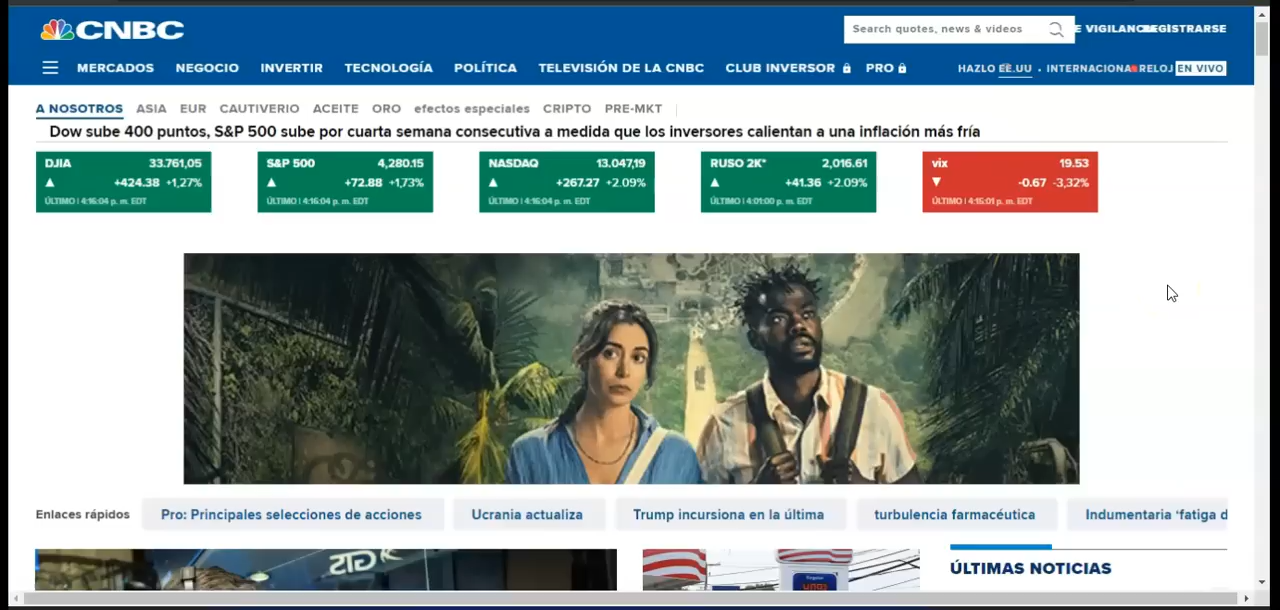 CNBC
Search quotes, news & videos
REGISTRARSE
MERCADOS NEGOCIO INVERTIR TECNOLOGÍA POLÍTICA TELEVISIÓN DE LA CNBC CLUB INVERSOR PRO
HAZLO EE.UU • INTERNACIONA RELOJ EN VIVO
A NOSOTROS ASIA EUR CAUTIVERIO ACEITE ORO efectos especiales CRIPTO PRE-MKT
Dow sube 400 puntos, S&P 500 sube por cuarta semana consecutiva a medida que los inversores calientan a una inflación más fría
DJIA 33.761,05
+424.38 +1,27%
ÚLTIMO | 4:16:04 p. m. EDT
S&P 500 4,280.15
+72.88 +1,73%
ÚLTIMO | 4:16:04 p. m. EDT
NASDAQ 13.047,19
+267.27 +2.09%
ÚLTIMO | 4:16:04 p. m. EDT
RUSO 2K* 2,016.61
+41.36 +2.09%
ÚLTIMO | 4:01:00 p. m. EDT
vix 19.53
-0.67 -3,32%
ÚLTIMO | 4:15:01 p. m. EDT
Enlaces rápidos Pro: Principales selecciones de acciones Ucrania actualiza Trump incursiona en la última turbulencia farmacéutica Indumentaria ‘fatiga d
ÚLTIMAS NOTICIAS